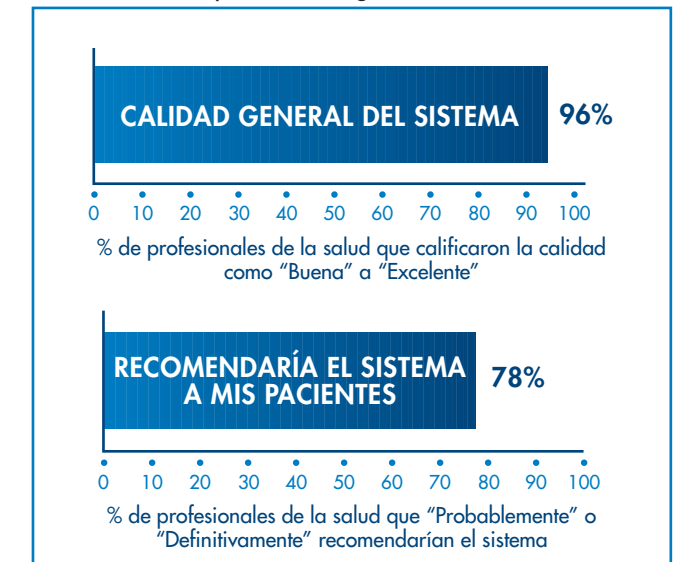 CALIDAD GENERAL DEL SISTEMA 96%
0 10 20 30 40 50 60 70 80 90 100
% de profesionales de la salud que calificaron la calidad
como “Buena” a “Excelente”
RECOMENDARÍA EL SISTEMA
A MIS PACIENTES
78%
0 10 20 30 40 50 60 70 80 90 100
% de profesionales de la salud que “Probablemente” o
“Definitivamente” recomendarían el sistema